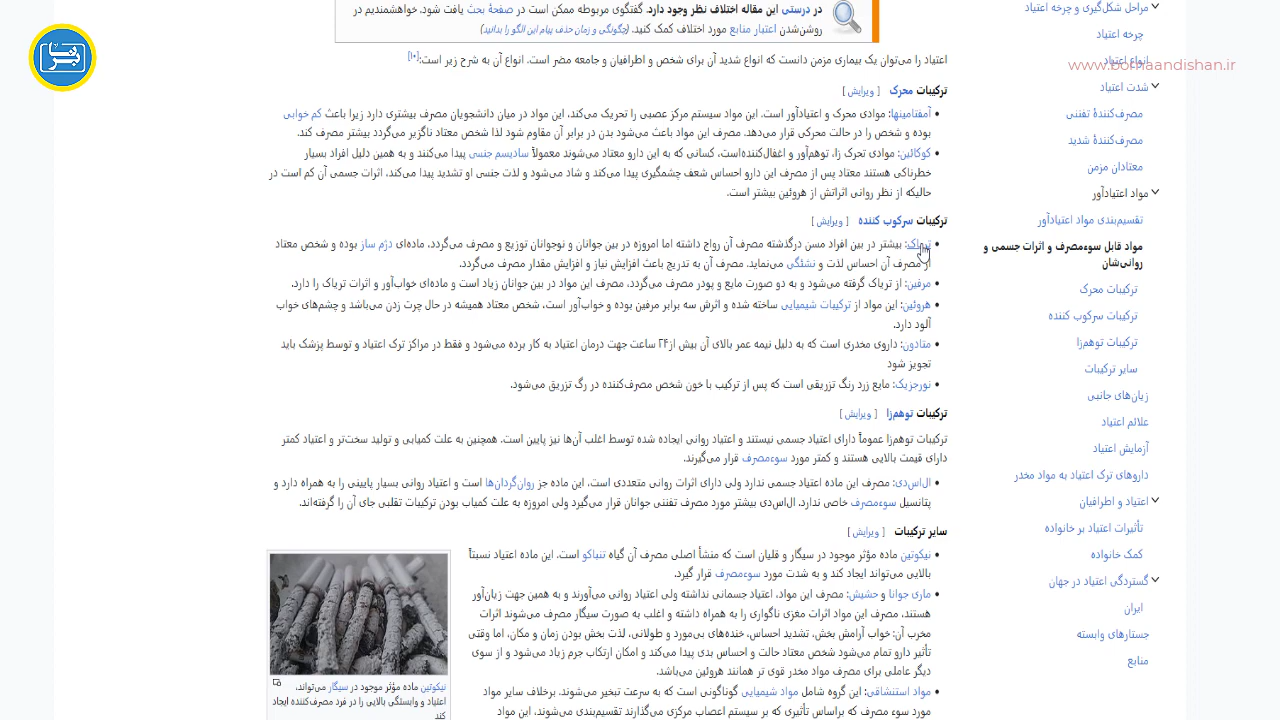 برنا
www.bornaandishan.ir
مراحل شکل‌گیری و چرخه اعتیاد
چرخه اعتیاد
انواع اعتیاد
شدت اعتیاد
مصرف‌کنندهٔ تفننی
مصرف‌کنندهٔ شدید
معتادان مزمن
مواد اعتیادآور
تقسیم‌بندی مواد اعتیادآور
مواد قابل سوءمصرف و اثرات جسمی و
روانی‌شان
ترکیبات محرک
ترکیبات سرکوب کننده
ترکیبات توهم‌زا
سایر ترکیبات
زیان‌های جانبی
علائم اعتیاد
آزمایش اعتیاد
داروهای ترک اعتیاد به مواد مخدر
اعتیاد و اطرافیان
تأثیرات اعتیاد بر خانواده
کمک خانواده
گستردگی اعتیاد در جهان
ایران
جستارهای وابسته
منابع
در درستی این مقاله اختلاف نظر وجود دارد. گفتگوی مربوطه ممکن است در صفحهٔ بحث یافت شود. خواهشمندیم در
روشن‌شدن اعتبار منابع مورد اختلاف کمک کنید. (چگونگی و زمان حذف پیام این الگو را بدانید)
اعتیاد را می‌توان یک بیماری مزمن دانست که انواع شدید آن برای شخص و اطرافیان و جامعه مضر است. انواع آن به شرح زیر است:[۱۰]
ترکیبات محرک [ ویرایش ]
• آمفتامینها: موادی محرک و اعتیادآور است. این مواد سیستم مرکز عصبی را تحریک می‌کند، این مواد در میان دانشجویان مصرف بیشتری دارد زیرا باعث کم خوابی
بوده و شخص را در حالت محرکی قرار می‌دهد. مصرف این مواد باعث می‌شود بدن در برابر آن مقاوم شود لذا شخص معتاد ناگزیر می‌گردد بیشتر مصرف کند.
• کوکائین: موادی تحرک زا، توهم‌آور و اغفال‌کننده‌است، کسانی که به این دارو معتاد می‌شوند معمولاً سادیسم جنسی پیدا می‌کنند و به همین دلیل افراد بسیار
خطرناکی هستند معتاد پس از مصرف این دارو احساس شعف چشمگیری پیدا می‌کند و شاد می‌شود و لذت جنسی او تشدید پیدا می‌کند، اثرات جسمی آن کم است در
حالیکه از نظر روانی اثراتش از هروئین بیشتر است.
ترکیبات سرکوب کننده [ ویرایش ]
• تریاک: بیشتر در بین افراد مسن درگذشته مصرف آن رواج داشته اما امروزه در بین جوانان و نوجوانان توزیع و مصرف می‌گردد، ماده‌ای دژم ساز بوده و شخص معتاد
از مصرف آن احساس لذت و نشئگی می‌نماید. مصرف آن به تدریج باعث افزایش نیاز و افزایش مقدار مصرف می‌گردد.
• مرفین: از تریاک گرفته می‌شود و به دو صورت مایع و پودر مصرف می‌گردد، مصرف این مواد در بین جوانان زیاد است و ماده‌ای خواب‌آور و اثرات تریاک را دارد.
• هروئین: این مواد از ترکیبات شیمیایی ساخته شده و اثرش سه برابر مرفین بوده و خواب‌آور است، شخص معتاد همیشه در حال چرت زدن می‌باشد و چشم‌های خواب
آلود دارد.
• متادون: داروی مخدری است که به دلیل نیمه عمر بالای آن بیش از۲۴ ساعت جهت درمان اعتیاد به کار برده می‌شود و فقط در مراکز ترک اعتیاد و توسط پزشک باید
تجویز شود
• نورجزیک: مایع زرد رنگ تزریقی است که پس از ترکیب با خون شخص مصرف‌کننده در رگ تزریق می‌شود.
ترکیبات توهم‌زا [ ویرایش ]
ترکیبات توهم‌زا عموماً دارای اعتیاد جسمی نیستند و اعتیاد روانی ایجاده شده توسط اغلب آن‌ها نیز پایین است. همچنین به علت کمیابی و تولید سخت‌تر و اعتیاد کمتر
دارای قیمت بالایی هستند و کمتر مورد سوءمصرف قرار می‌گیرند.
• ال‌اس‌دی: مصرف این ماده اعتیاد جسمی ندارد ولی دارای اثرات روانی متعددی است. این ماده جز روان‌گردان‌ها است و اعتیاد روانی بسیار پایینی را به همراه دارد و
پتانسیل سوءمصرف خاصی ندارد. ال‌اس‌دی بیشتر مورد مصرف تفننی جوانان قرار می‌گیرد ولی امروزه به علت کمیاب بودن ترکیبات تقلبی جای آن را گرفته‌اند.
سایر ترکیبات [ ویرایش ]
• نیکوتین ماده مؤثر موجود در سیگار و قلیان است که منشأ اصلی مصرف آن گیاه تنباکو است. این ماده اعتیاد نسبتاً
بالایی می‌تواند ایجاد کند و به شدت مورد سوءمصرف قرار گیرد.
• ماری جوانا و حشیش: مصرف این مواد، اعتیاد جسمانی نداشته ولی اعتیاد روانی می‌آورند و به همین جهت زیان‌آور
هستند، مصرف این مواد اثرات مغزی ناگواری را به همراه داشته و اغلب به صورت سیگار مصرف می‌شوند اثرات
مخرب آن: خواب آرامش بخش، تشدید احساس، خنده‌های بی‌مورد و طولانی، لذت بخش بودن زمان و مکان، اما وقتی
تأثیر دارو تمام می‌شود شخص معتاد حالت و احساس بدی پیدا می‌کند و امکان ارتکاب جرم زیاد می‌شود و از سوی
دیگر عاملی برای مصرف مواد مخدر قوی تر همانند هروئین می‌باشد.
• مواد استنشاقی: این گروه شامل مواد شیمیایی گوناگونی است که به سرعت تبخیر می‌شوند. برخلاف سایر مواد
مورد سوء مصرف که براساس تأثیری که بر سیستم اعصاب مرکزی می‌گذارند تقسیم‌بندی می‌شوند، این مواد
نیکوتین ماده مؤثر موجود در سیگار می‌تواند،
اعتیاد و وابستگی بالایی را در فرد مصرف‌کننده ایجاد
کند